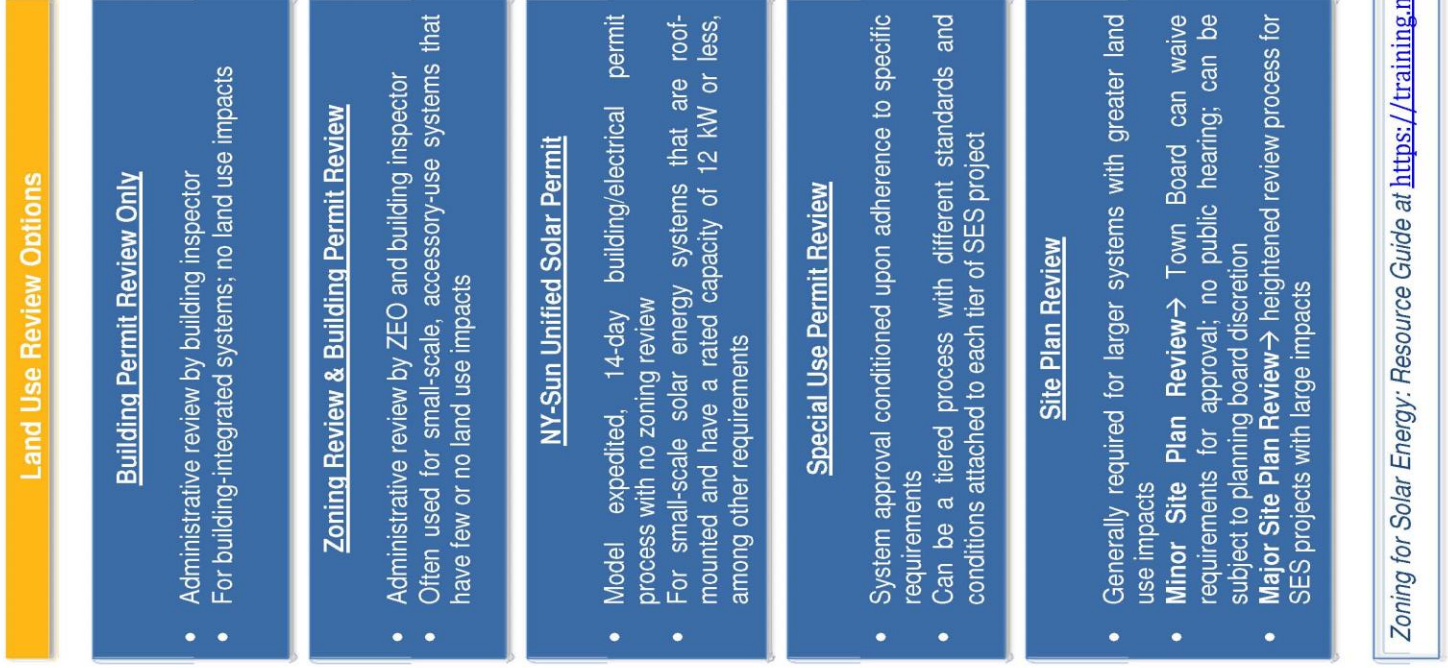 Land Use Review Options
Building Permit Review Only
• Administrative review by building inspector
• For building-integrated systems; no land use impacts
Zoning Review & Building Permit Review
• Administrative review by ZEO and building inspector
• Often used for small-scale, accessory-use systems that
have few or no land use impacts
NY-Sun Unified Solar Permit
• Model expedited, 14-day building/electrical permit
process with no zoning review
• For small-scale solar energy systems that are roof-
mounted and have a rated capacity of 12 kW or less,
among other requirements
Special Use Permit Review
• System approval conditioned upon adherence to specific
requirements
• Can be a tiered process with different standards and
conditions attached to each tier of SES project
Site Plan Review
• Generally required for larger systems with greater land
use impacts
• Minor Site Plan Review→ Town Board can waive
requirements for approval; no public hearing; can be
subject to planning board discretion
• Major Site Plan Review→ heightened review process for
SES projects with large impacts
Zoning for Solar Energy: Resource Guide at https://training.n